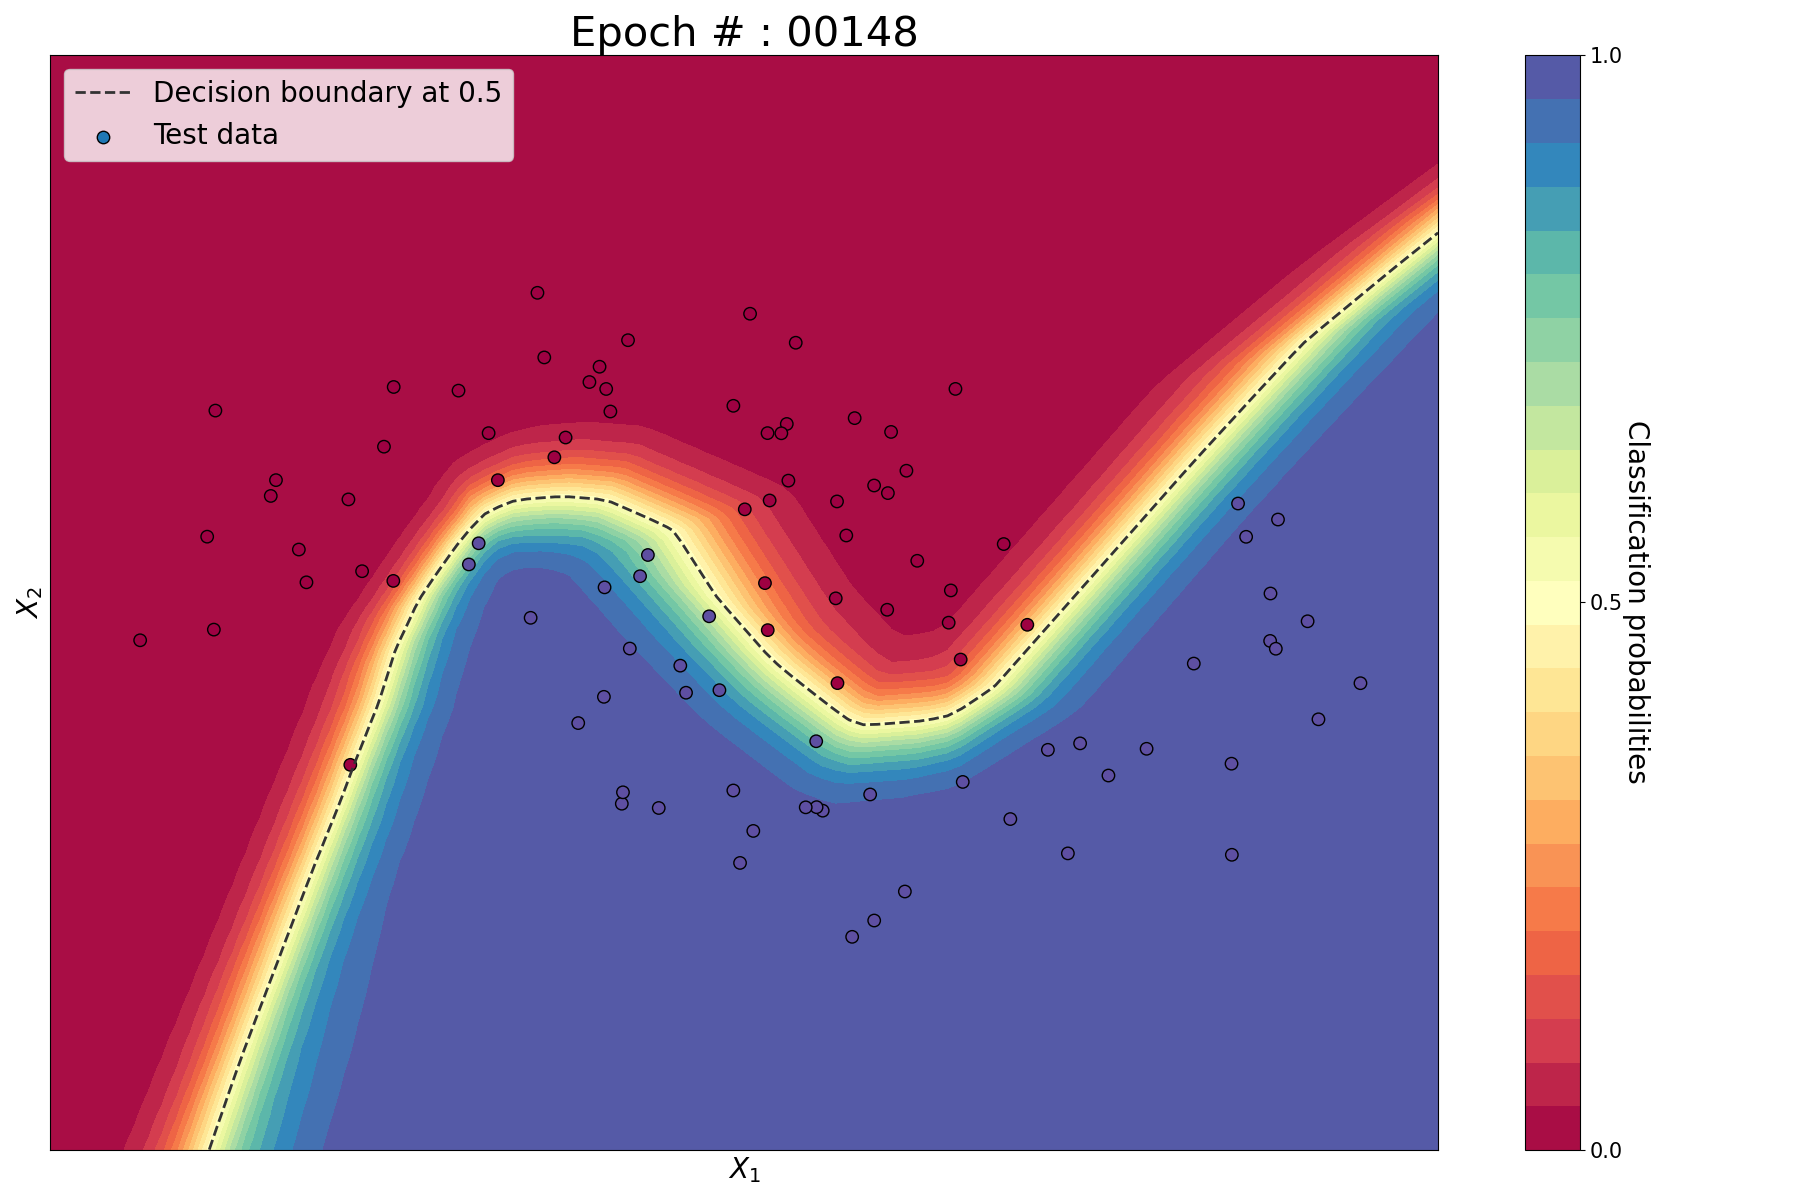 Epoch # : 00148
Decision boundary at 0.5
Test data
X₂
X₁
1.0
0.5
0.0
Classification probabilities